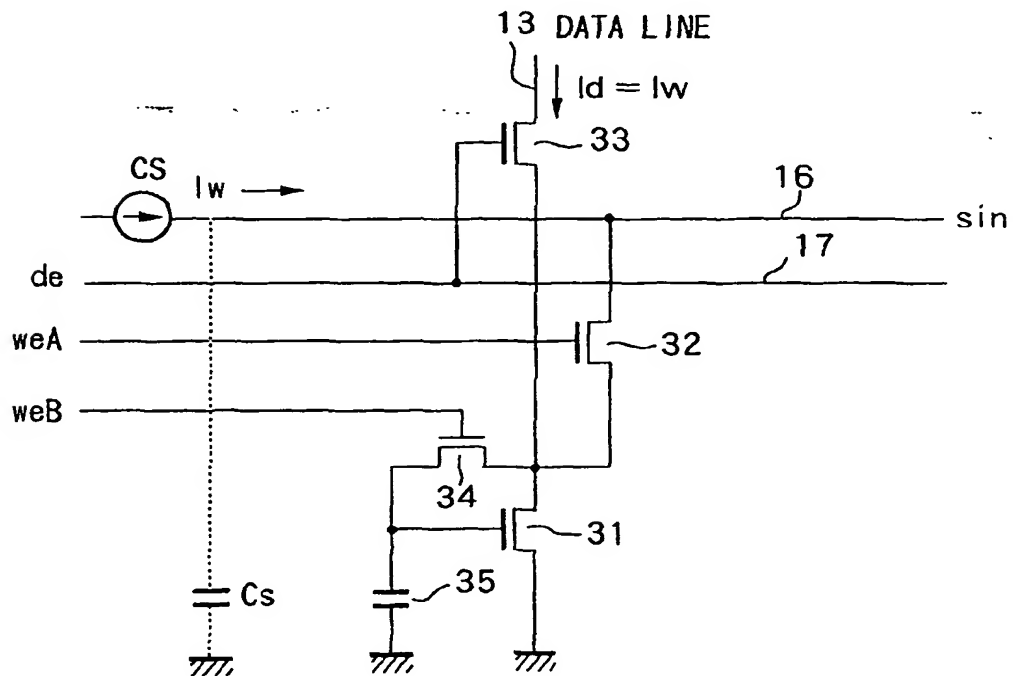 13 DATA LINE
Id = Iw
33
CS
Iw
16
sin
17
de
weA
32
weB
34
31
35
Cs